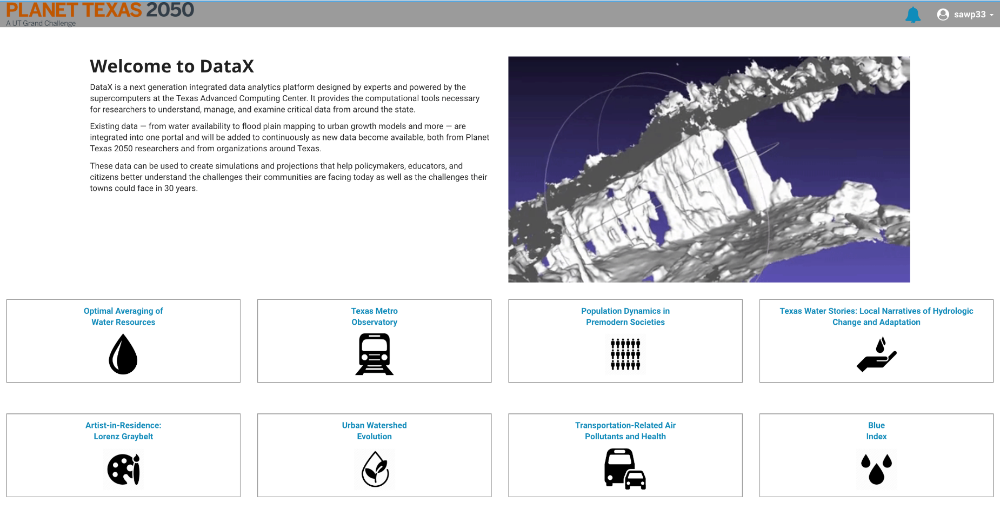 PLANET TEXAS 2050
A UT Grand Challenge
sawp33
Welcome to DataX
DataX is a next generation integrated data analytics platform designed by experts and powered by the
supercomputers at the Texas Advanced Computing Center. It provides the computational tools necessary
for researchers to understand, manage, and examine critical data from around the state.
Existing data — from water availability to flood plain mapping to urban growth models and more — are
integrated into one portal and will be added to continuously as new data become available, both from Planet
Texas 2050 researchers and from organizations around Texas.
These data can be used to create simulations and projections that help policymakers, educators, and
citizens better understand the challenges their communities are facing today as well as the challenges their
towns could face in 30 years.
Optimal Averaging of
Water Resources
Texas Metro
Observatory
Population Dynamics in
Premodern Societies
Texas Water Stories: Local Narratives of Hydrologic
Change and Adaptation
Artist-in-Residence:
Lorenz Graybelt
Urban Watershed
Evolution
Transportation-Related Air
Pollutants and Health
Blue
Index